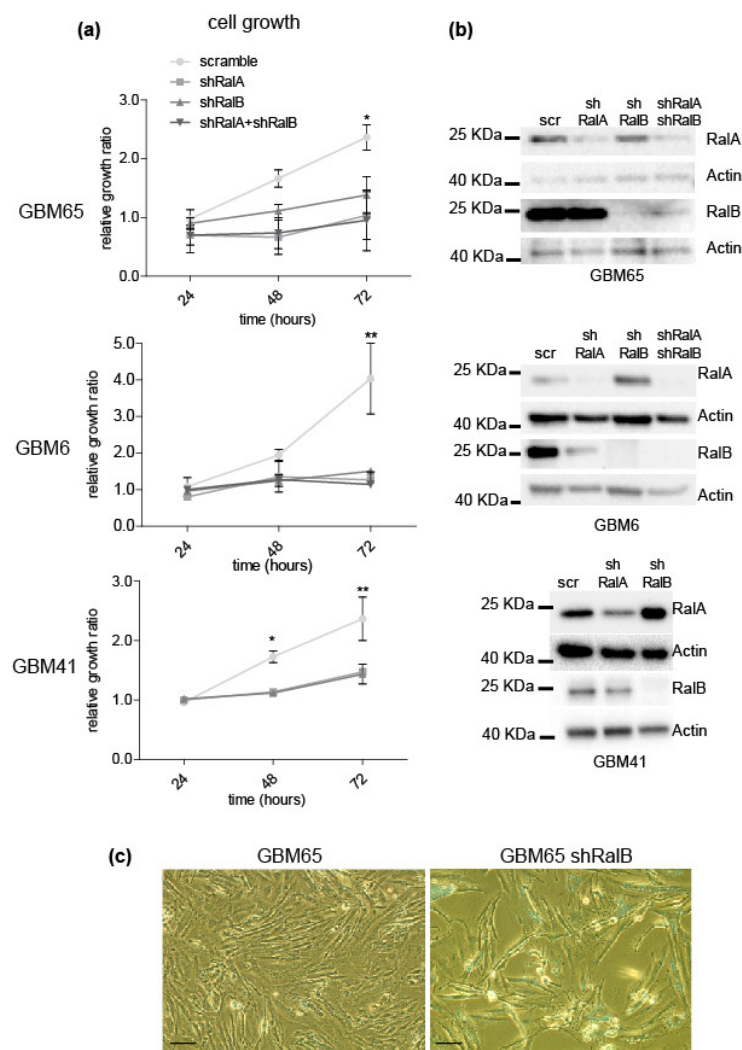 (a)
cell growth
scramble
shRalA
shRalB
shRalA+shRalB
GBM65
relative growth ratio
3.0
2.0
1.0
0.0
24
48
72
*
time (hours)
GBM6
relative growth ratio
5.0
4.0
3.0
2.0
1.0
0.0
24
48
72
**
time (hours)
GBM41
relative growth ratio
3.0
2.0
1.0
0.0
24
48
72
*
**
time (hours)
(b)
sh sh shRalA
scr RalA RalB shRalB
25 KDa RalA
40 KDa Actin
25 KDa RalB
40 KDa Actin
GBM65
sh sh shRalA
scr RalA RalB shRalB
25 KDa RalA
40 KDa Actin
25 KDa RalB
40 KDa Actin
GBM6
sh sh
scr RalA RalB
25 KDa RalA
40 KDa Actin
25 KDa RalB
40 KDa Actin
GBM41
(c)
GBM65
GBM65 shRalB